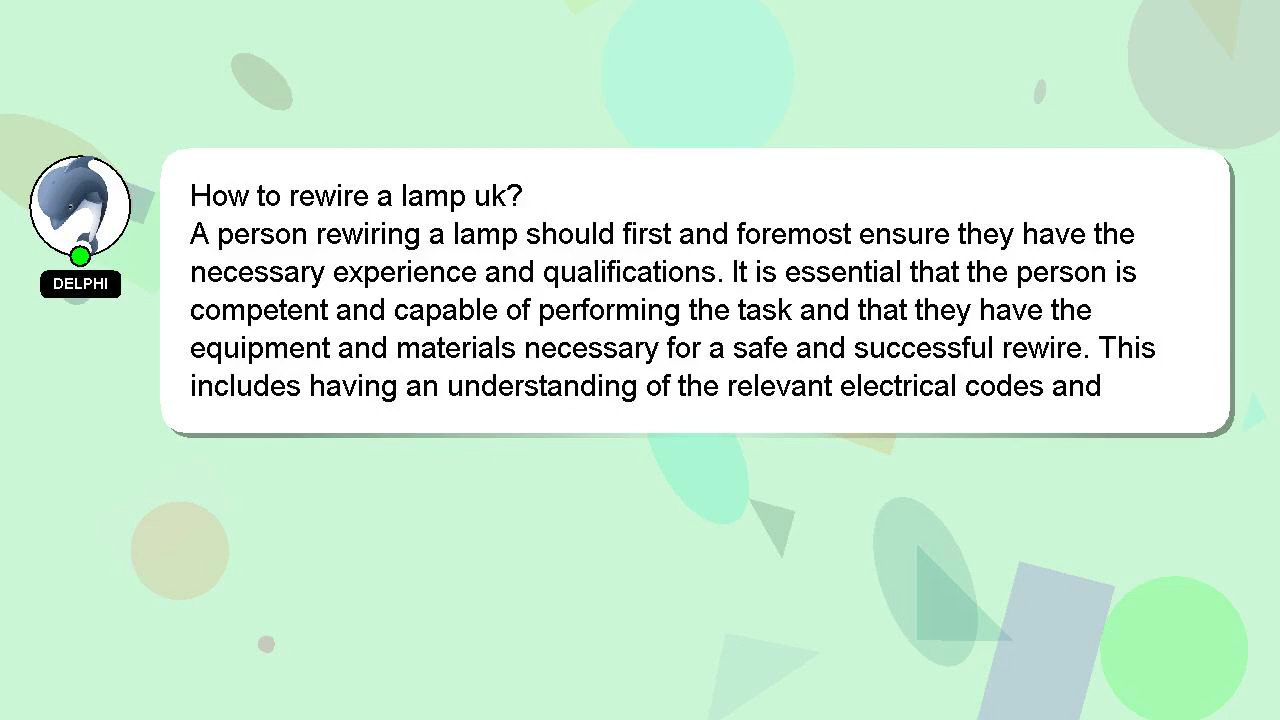 How to rewire a lamp uk?
A person rewiring a lamp should first and foremost ensure they have the
necessary experience and qualifications. It is essential that the person is
competent and capable of performing the task and that they have the
equipment and materials necessary for a safe and successful rewire. This
includes having an understanding of the relevant electrical codes and
DELPHI